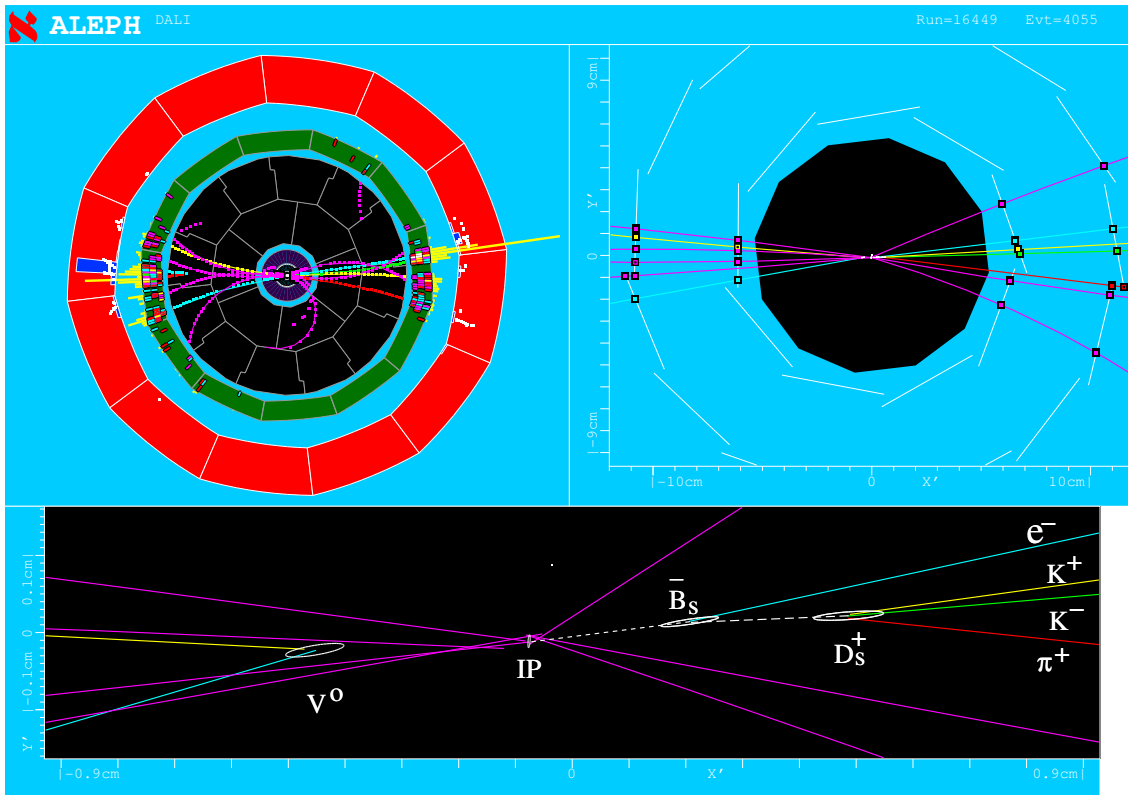 ALEPH DALI Run=16449 Evt=4055
9cm|
Y'
0
|-9cm
|-10cm 0 X' 10cm|
0.1cm|
0
|-0.1cm
Y'
e⁻
K⁺
B̄s
K⁻
IP
Ds⁺
π⁺
V⁰
|-0.9cm 0 X' 0.9cm|